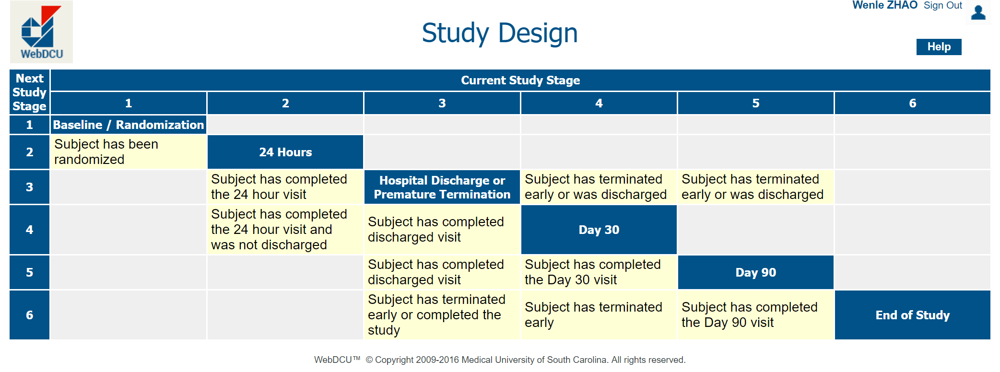 Wenle ZHAO Sign Out
WebDCU
Study Design
Help
Next
Study
Stage
Current Study Stage
1 2 3 4 5 6
1
Baseline / Randomization
2
Subject has been
randomized
24 Hours
3
Subject has completed
the 24 hour visit
Hospital Discharge or
Premature Termination
Subject has terminated
early or was discharged
Subject has terminated
early or was discharged
4
Subject has completed
the 24 hour visit and
was not discharged
Subject has completed
discharged visit
Day 30
5
Subject has completed
discharged visit
Subject has completed
the Day 30 visit
Day 90
6
Subject has terminated
early or completed the
study
Subject has terminated
early
Subject has completed
the Day 90 visit
End of Study
WebDCU™ © Copyright 2009-2016 Medical University of South Carolina. All rights reserved.